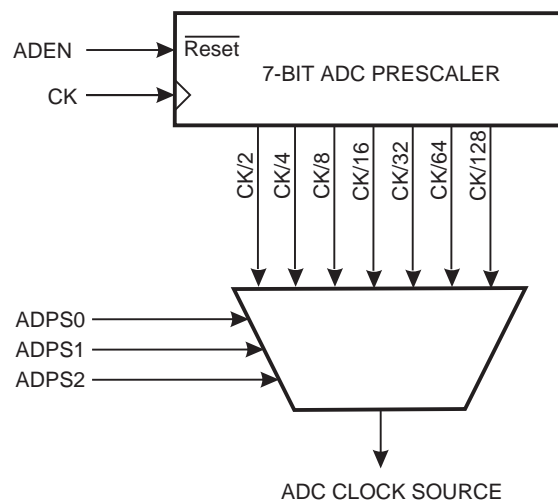 ADEN
Reset
7-BIT ADC PRESCALER
CK
CK/2
CK/4
CK/8
CK/16
CK/32
CK/64
CK/128
ADPS0
ADPS1
ADPS2
ADC CLOCK SOURCE